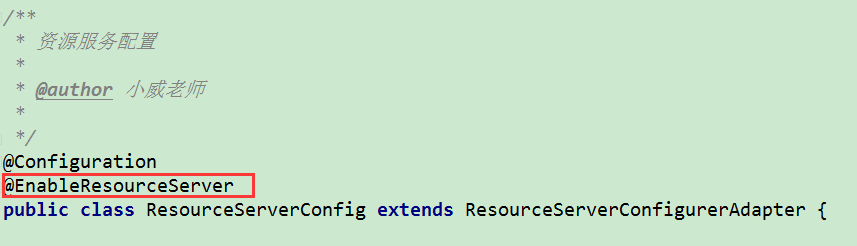 /**
 * 资源服务配置
 *
 * @author 小威老师
 *
 */
@Configuration
@EnableResourceServer
public class ResourceServerConfig extends ResourceServerConfigurerAdapter {